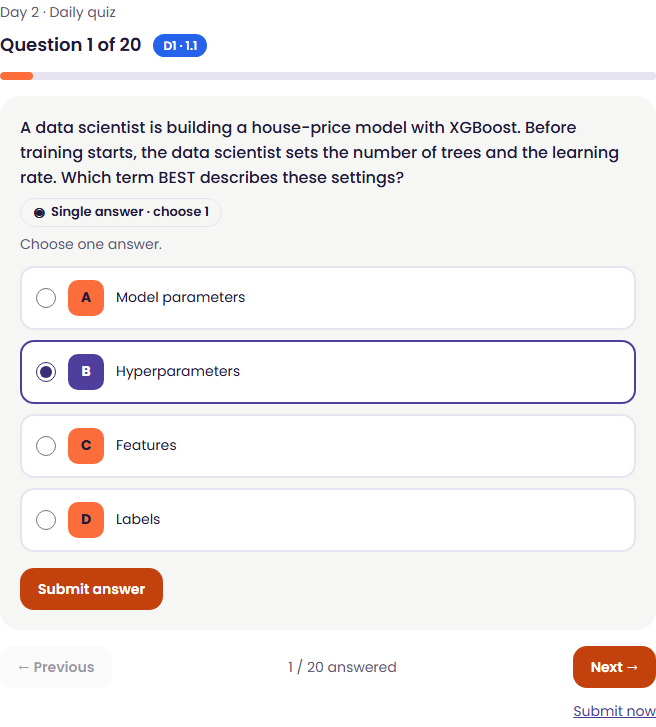 Day 2 · Daily quiz
Question 1 of 20
D1 · 1.1
A data scientist is building a house-price model with XGBoost. Before
training starts, the data scientist sets the number of trees and the learning
rate. Which term BEST describes these settings?
◉ Single answer · choose 1
Choose one answer.
A Model parameters
B Hyperparameters
C Features
D Labels
Submit answer
← Previous
1 / 20 answered
Next →
Submit now